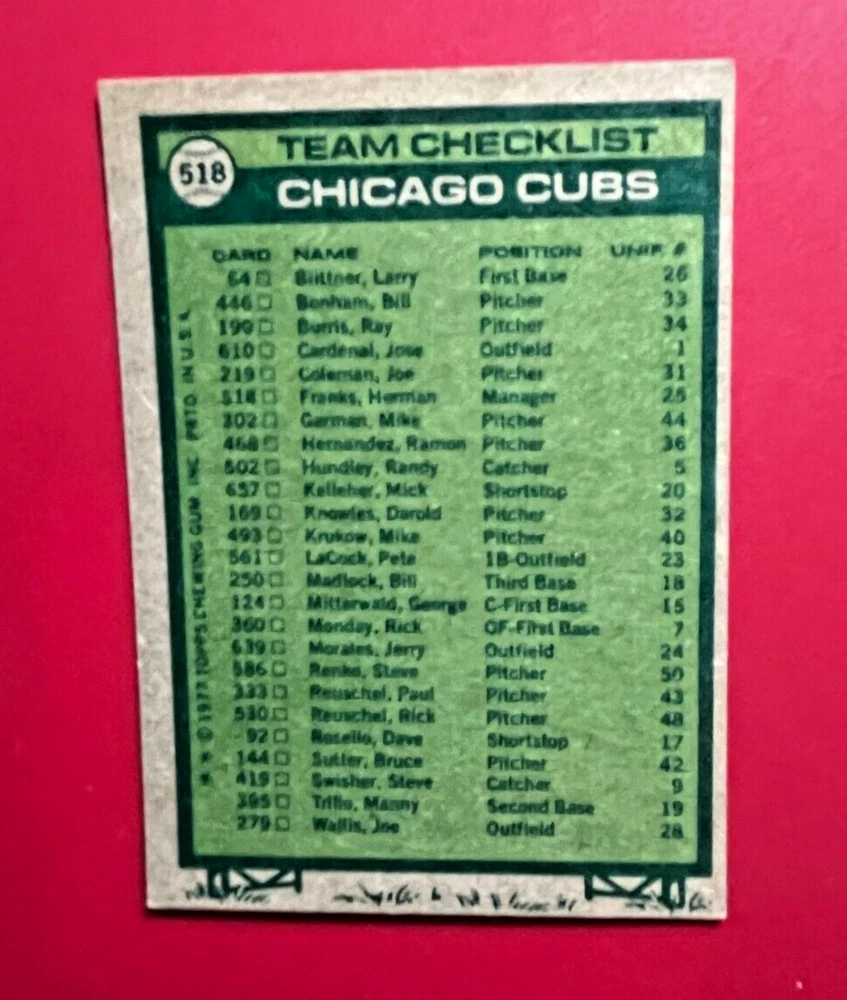 518
TEAM CHECKLIST
CHICAGO CUBS
CARD NAME POSITION UNIF #
64 Biittner, Larry First Base 26
446 Bonham, Bill Pitcher 33
190 Burris, Ray Pitcher 34
610 Cardenal, Jose Outfield 1
219 Coleman, Joe Pitcher 31
518 Franks, Herman Manager 25
302 Garman, Mike Pitcher 44
468 Hernandez, Ramon Pitcher 36
502 Hundley, Randy Catcher 5
657 Kelleher, Mick Shortstop 20
169 Knowles, Darold Pitcher 32
493 Krukow, Mike Pitcher 40
561 LaCock, Pete 1B-Outfield 23
250 Madlock, Bill Third Base 18
124 Mitterwald, George C-First Base 15
360 Monday, Rick OF-First Base 7
639 Morales, Jerry Outfield 24
586 Renko, Steve Pitcher 50
333 Reuschel, Paul Pitcher 43
530 Reuschel, Rick Pitcher 48
92 Rosello, Dave Shortstop 17
144 Sutter, Bruce Pitcher 42
419 Swisher, Steve Catcher 9
395 Trillo, Manny Second Base 19
279 Wallis, Joe Outfield 28
* * © 1977 TOPPS CHEWING GUM INC PRTD IN U.S.A.